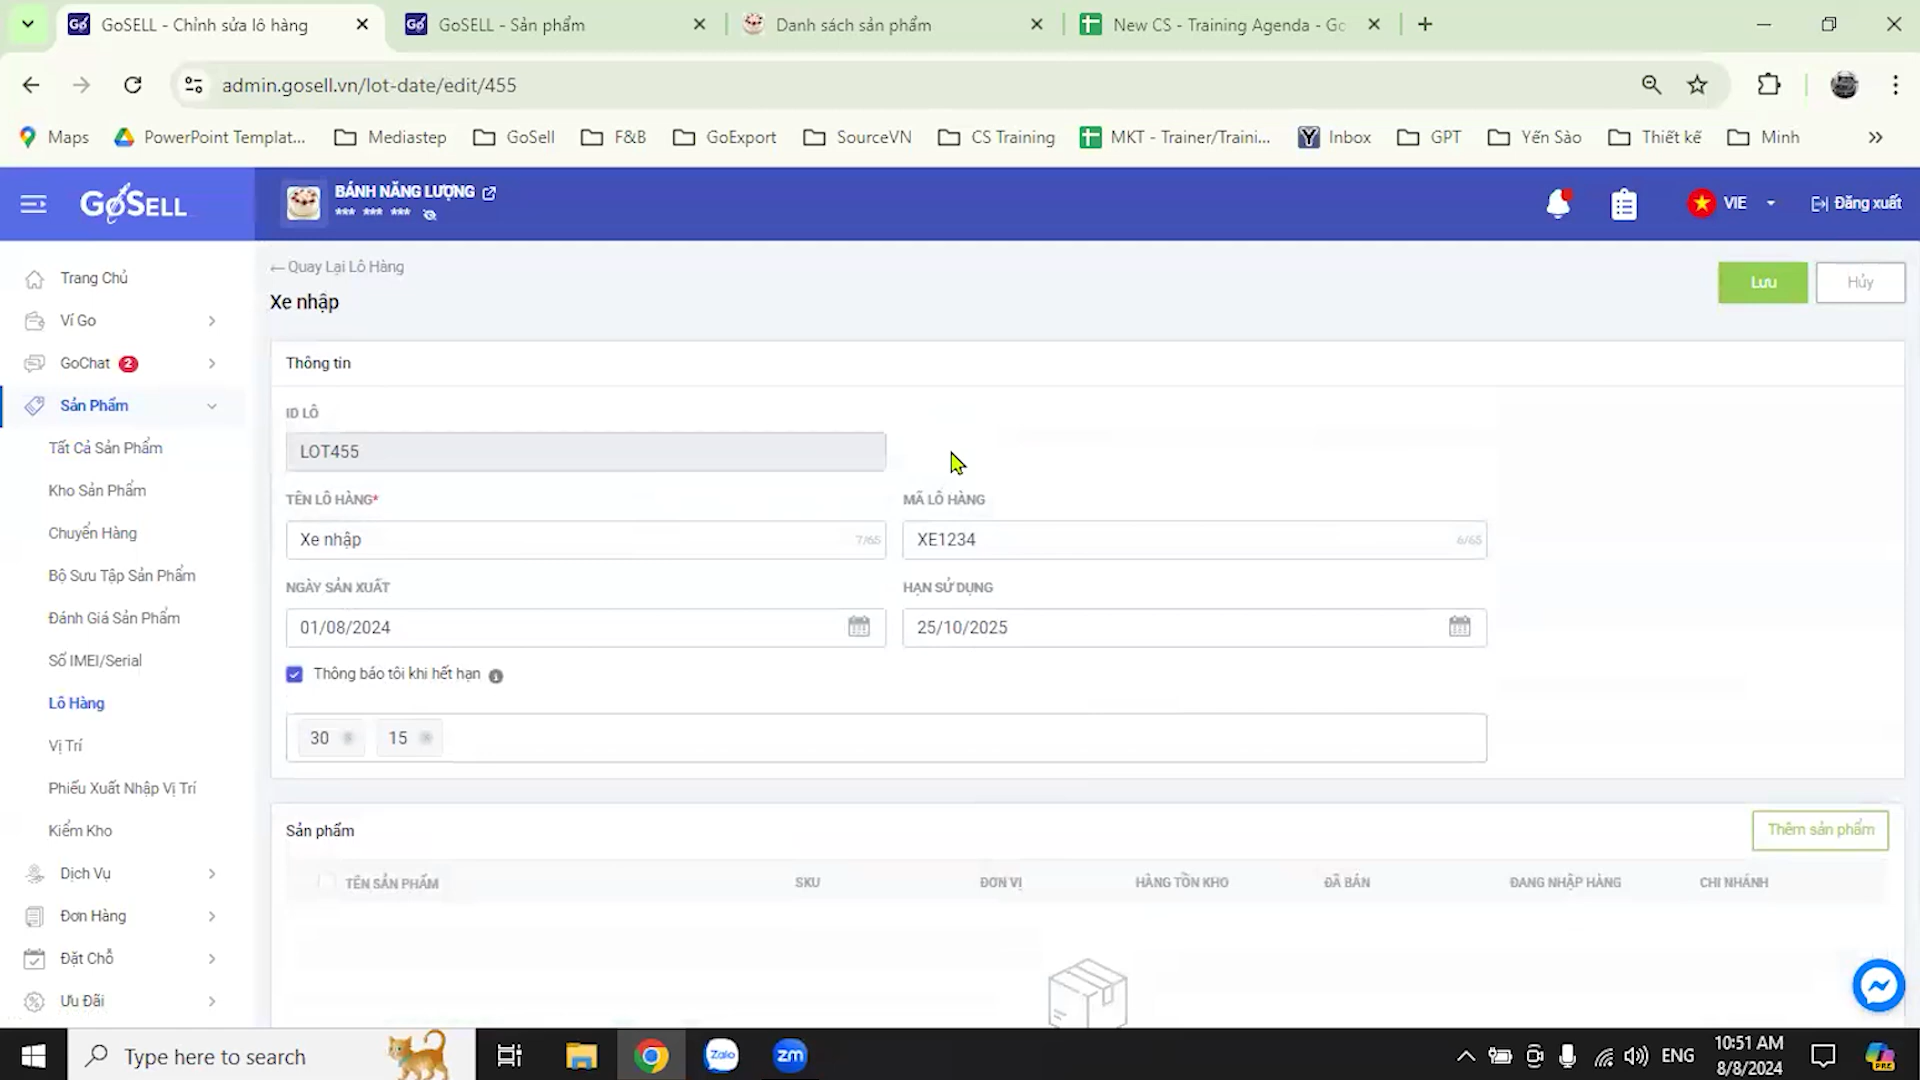 GoSELL - Chỉnh sửa lô hàng
GoSELL - Sản phẩm
Danh sách sản phẩm
New CS - Training Agenda - Go
admin.gosell.vn/lot-date/edit/455
Maps
PowerPoint Templat...
Mediastep
GoSell
F&B
GoExport
SourceVN
CS Training
MKT - Trainer/Traini...
Inbox
GPT
Yến Sào
Thiết kế
Minh
GoSELL
BÁNH NĂNG LƯỢNG
*** *** ***
VIE
Đăng xuất
Trang Chủ
Ví Go
GoChat 2
Sản Phẩm
Tất Cả Sản Phẩm
Kho Sản Phẩm
Chuyển Hàng
Bộ Sưu Tập Sản Phẩm
Đánh Giá Sản Phẩm
Số IMEI/Serial
Lô Hàng
Vị Trí
Phiếu Xuất Nhập Vị Trí
Kiểm Kho
Dịch Vụ
Đơn Hàng
Đặt Chỗ
Ưu Đãi
← Quay Lại Lô Hàng
Xe nhập
Lưu
Hủy
Thông tin
ID LÔ
LOT455
TÊN LÔ HÀNG*
MÃ LÔ HÀNG
Xe nhập 7/65
XE1234 6/65
NGÀY SẢN XUẤT
HẠN SỬ DỤNG
01/08/2024
25/10/2025
Thông báo tôi khi hết hạn
30
15
Sản phẩm
Thêm sản phẩm
TÊN SẢN PHẨM
SKU
ĐƠN VỊ
HÀNG TỒN KHO
ĐÃ BÁN
ĐANG NHẬP HÀNG
CHI NHÁNH
Type here to search
Zalo
zm
ENG
10:51 AM
8/8/2024
PRE